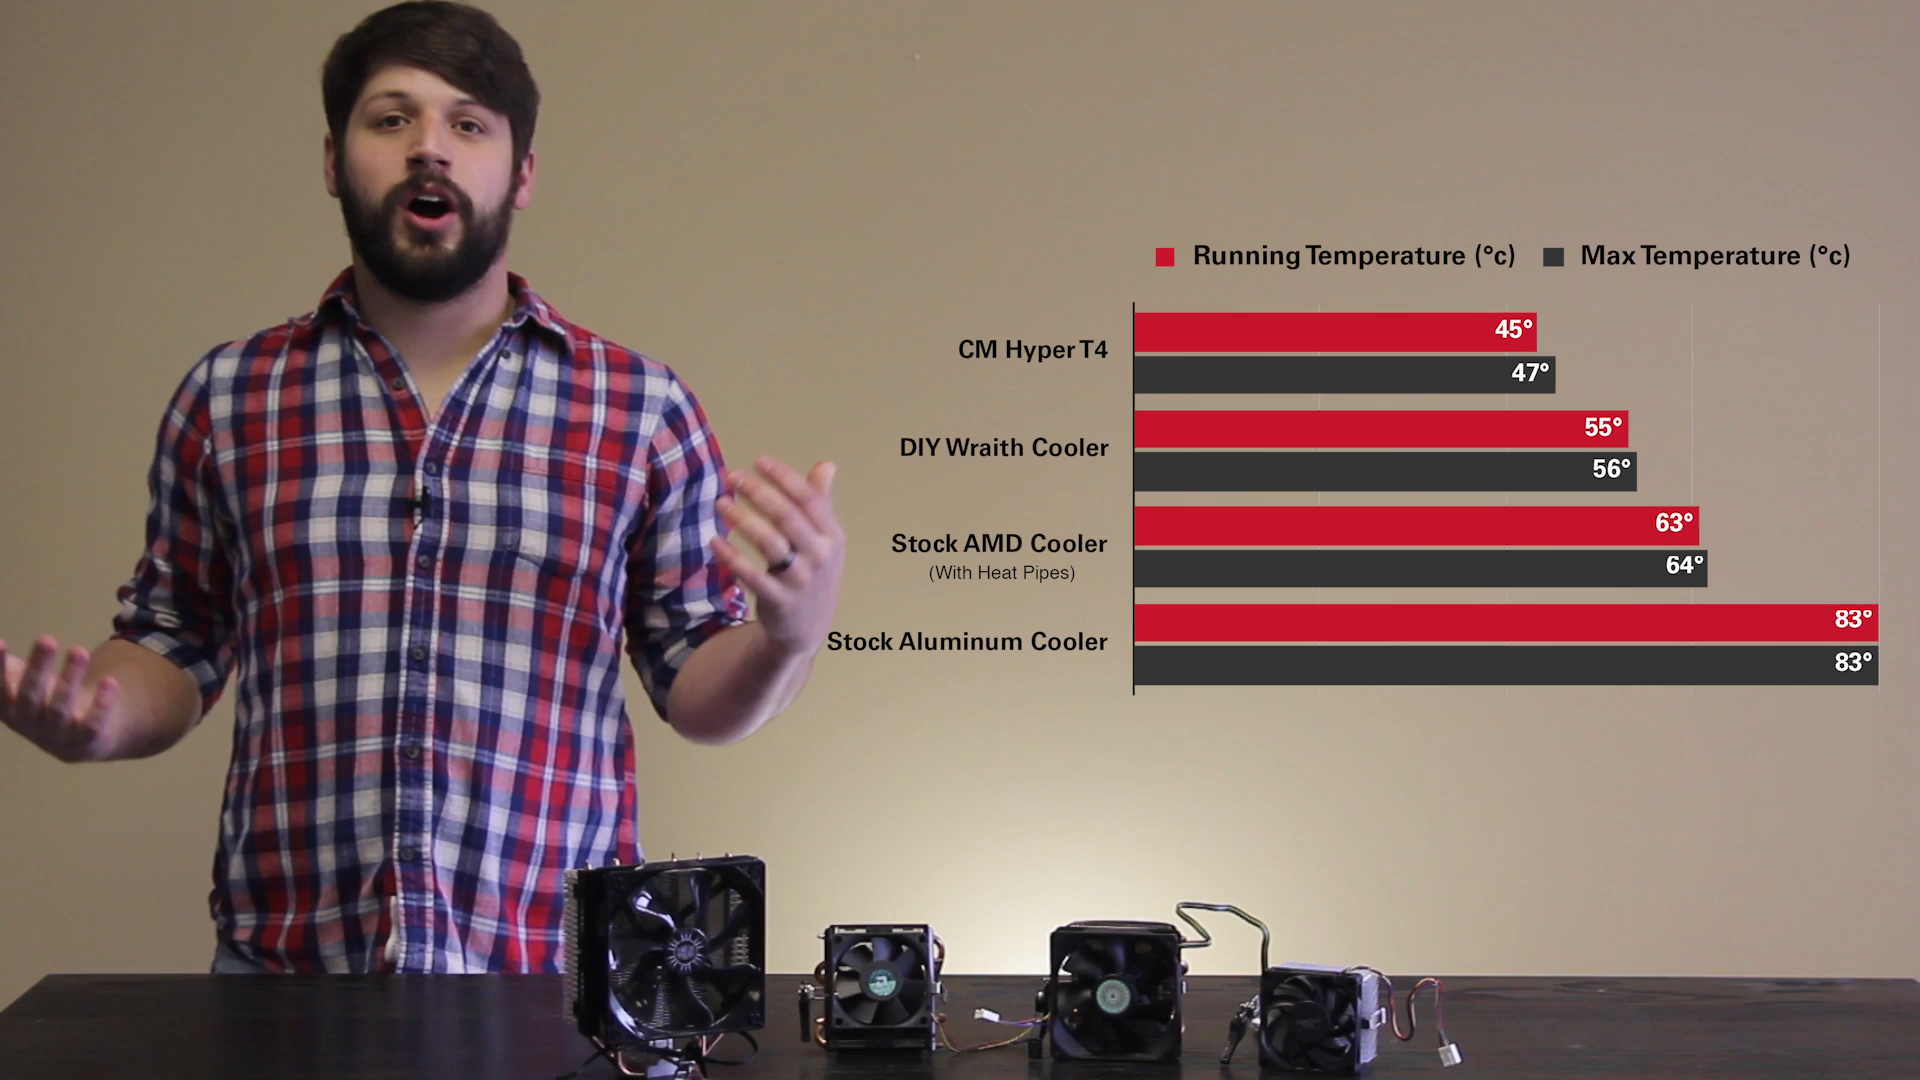 Running Temperature (°c)
Max Temperature (°c)
CM Hyper T4
45°
47°
DIY Wraith Cooler
55°
56°
Stock AMD Cooler
(With Heat Pipes)
63°
64°
Stock Aluminum Cooler
83°
83°